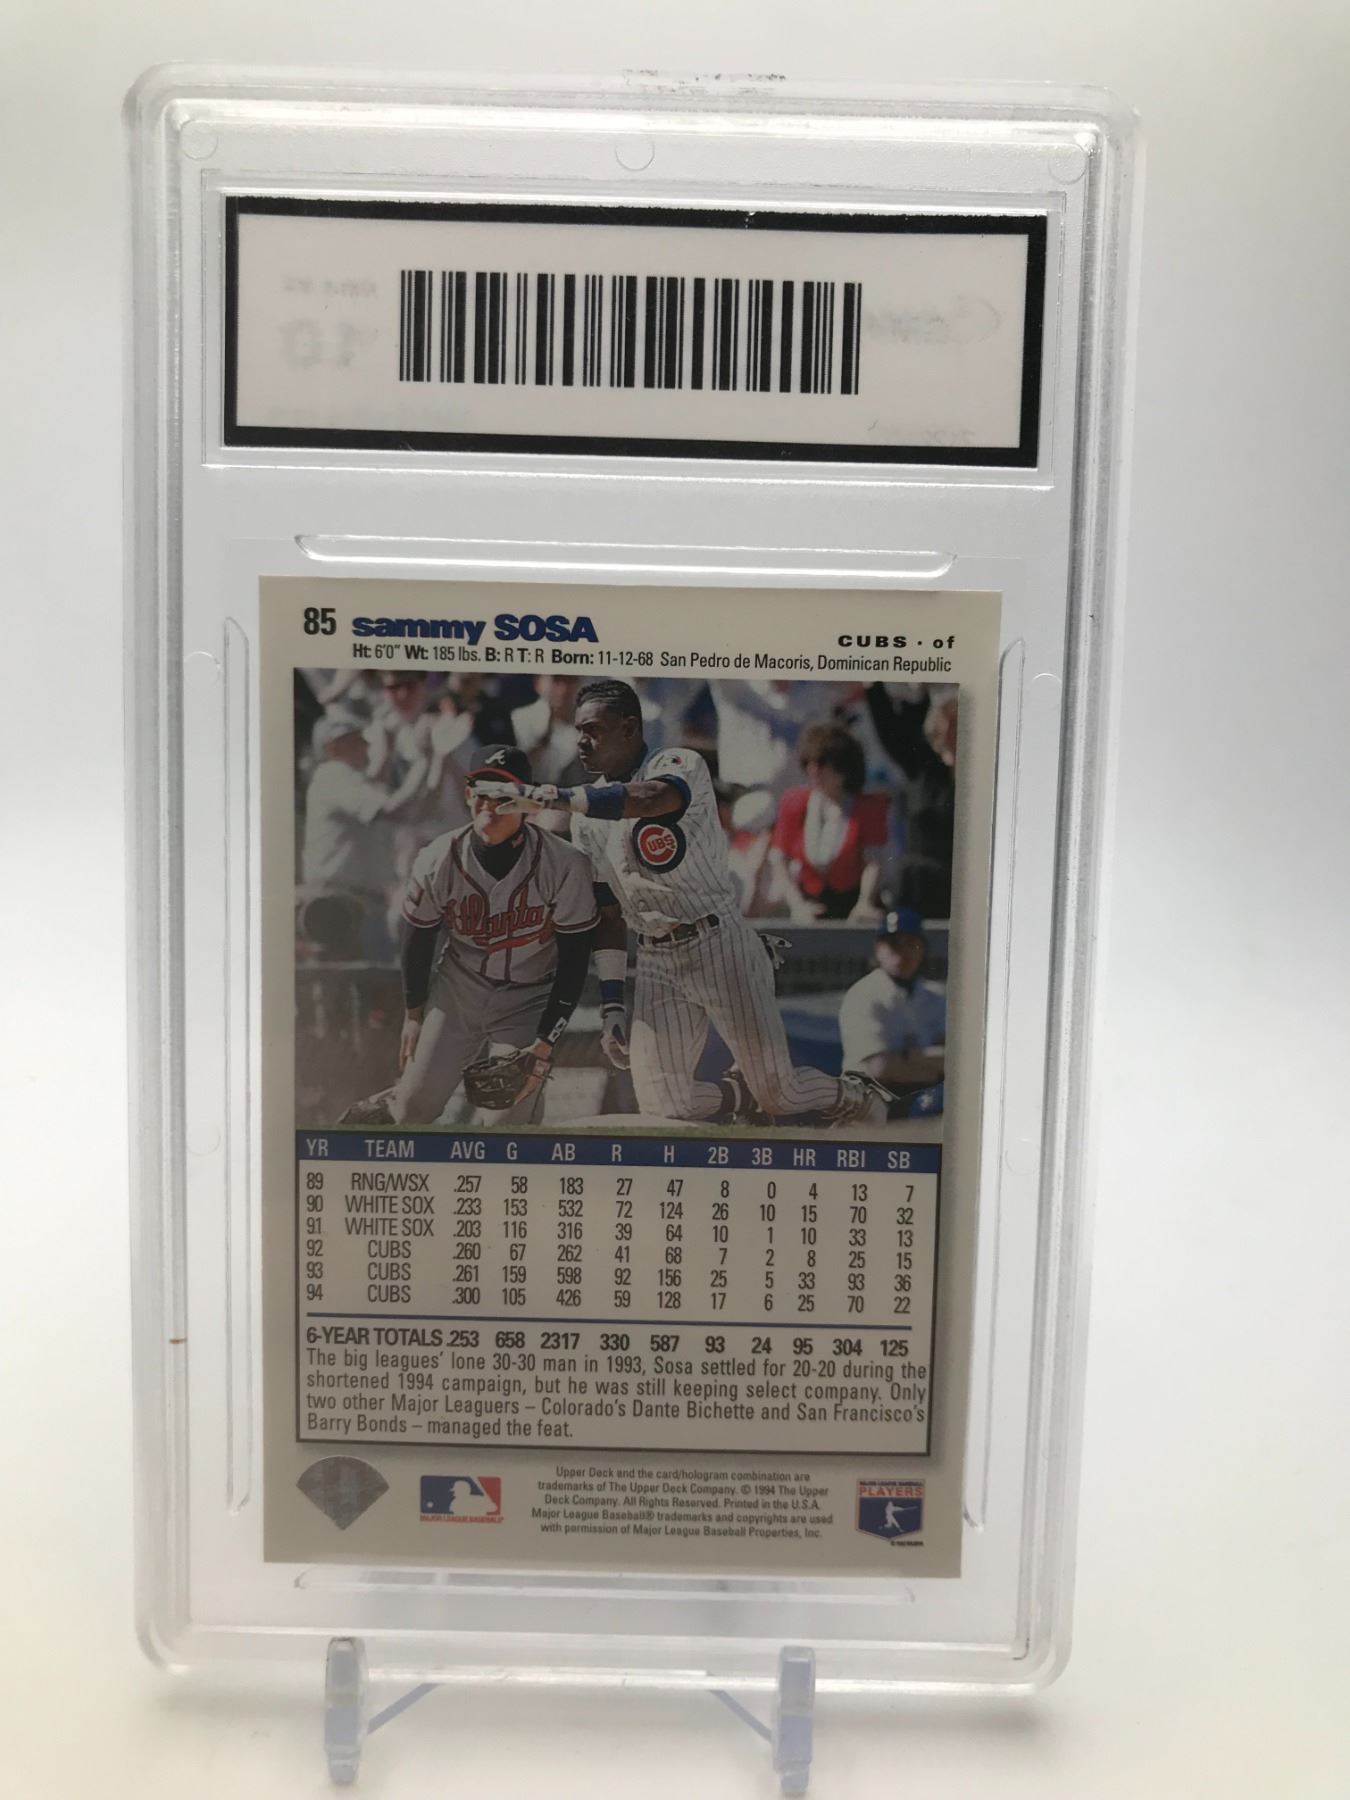 85 sammy SOSA
CUBS · of
Ht: 6'0" Wt: 185 lbs. B: R T: R Born: 11-12-68 San Pedro de Macoris, Dominican Republic
A
Atlanta
CUBS
YR TEAM AVG G AB R H 2B 3B HR RBI SB
89 RNG/WSX .257 58 183 27 47 8 0 4 13 7
90 WHITE SOX .233 153 532 72 124 26 10 15 70 32
91 WHITE SOX .203 116 316 39 64 10 1 10 33 13
92 CUBS .260 67 262 41 68 7 2 8 25 15
93 CUBS .261 159 598 92 156 25 5 33 93 36
94 CUBS .300 105 426 59 128 17 6 25 70 22
6-YEAR TOTALS .253 658 2317 330 587 93 24 95 304 125
The big leagues' lone 30-30 man in 1993, Sosa settled for 20-20 during the
shortened 1994 campaign, but he was still keeping select company. Only
two other Major Leaguers – Colorado's Dante Bichette and San Francisco's
Barry Bonds – managed the feat.
Upper Deck and the card/hologram combination are
trademarks of The Upper Deck Company. © 1994 The Upper
Deck Company. All Rights Reserved. Printed in the U.S.A.
Major League Baseball® trademarks and copyrights are used
with permission of Major League Baseball Properties, Inc.
MAJOR LEAGUE BASEBALL
MAJOR LEAGUE BASEBALL
PLAYERS